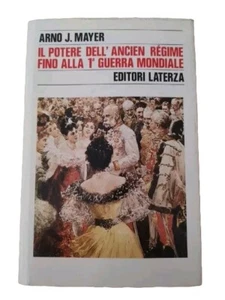 ARNO J. MAYER
IL POTERE DELL'ANCIEN RÉGIME
FINO ALLA 1ª GUERRA MONDIALE
EDITORI LATERZA